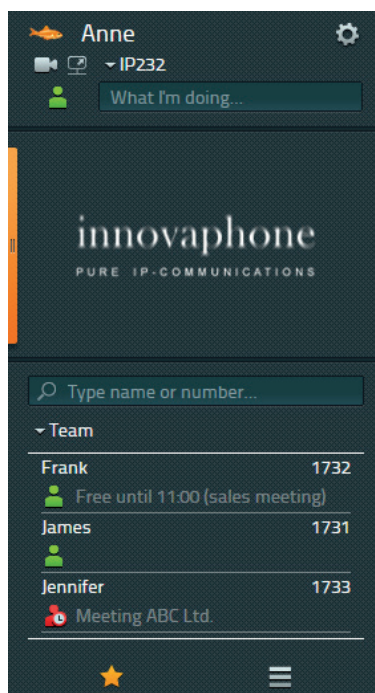 Anne
IP232
What I'm doing...
innovaphone
PURE IP-COMMUNICATIONS
Type name or number...
Team
Frank 1732
Free until 11:00 (sales meeting)
James 1731
Jennifer 1733
Meeting ABC Ltd.